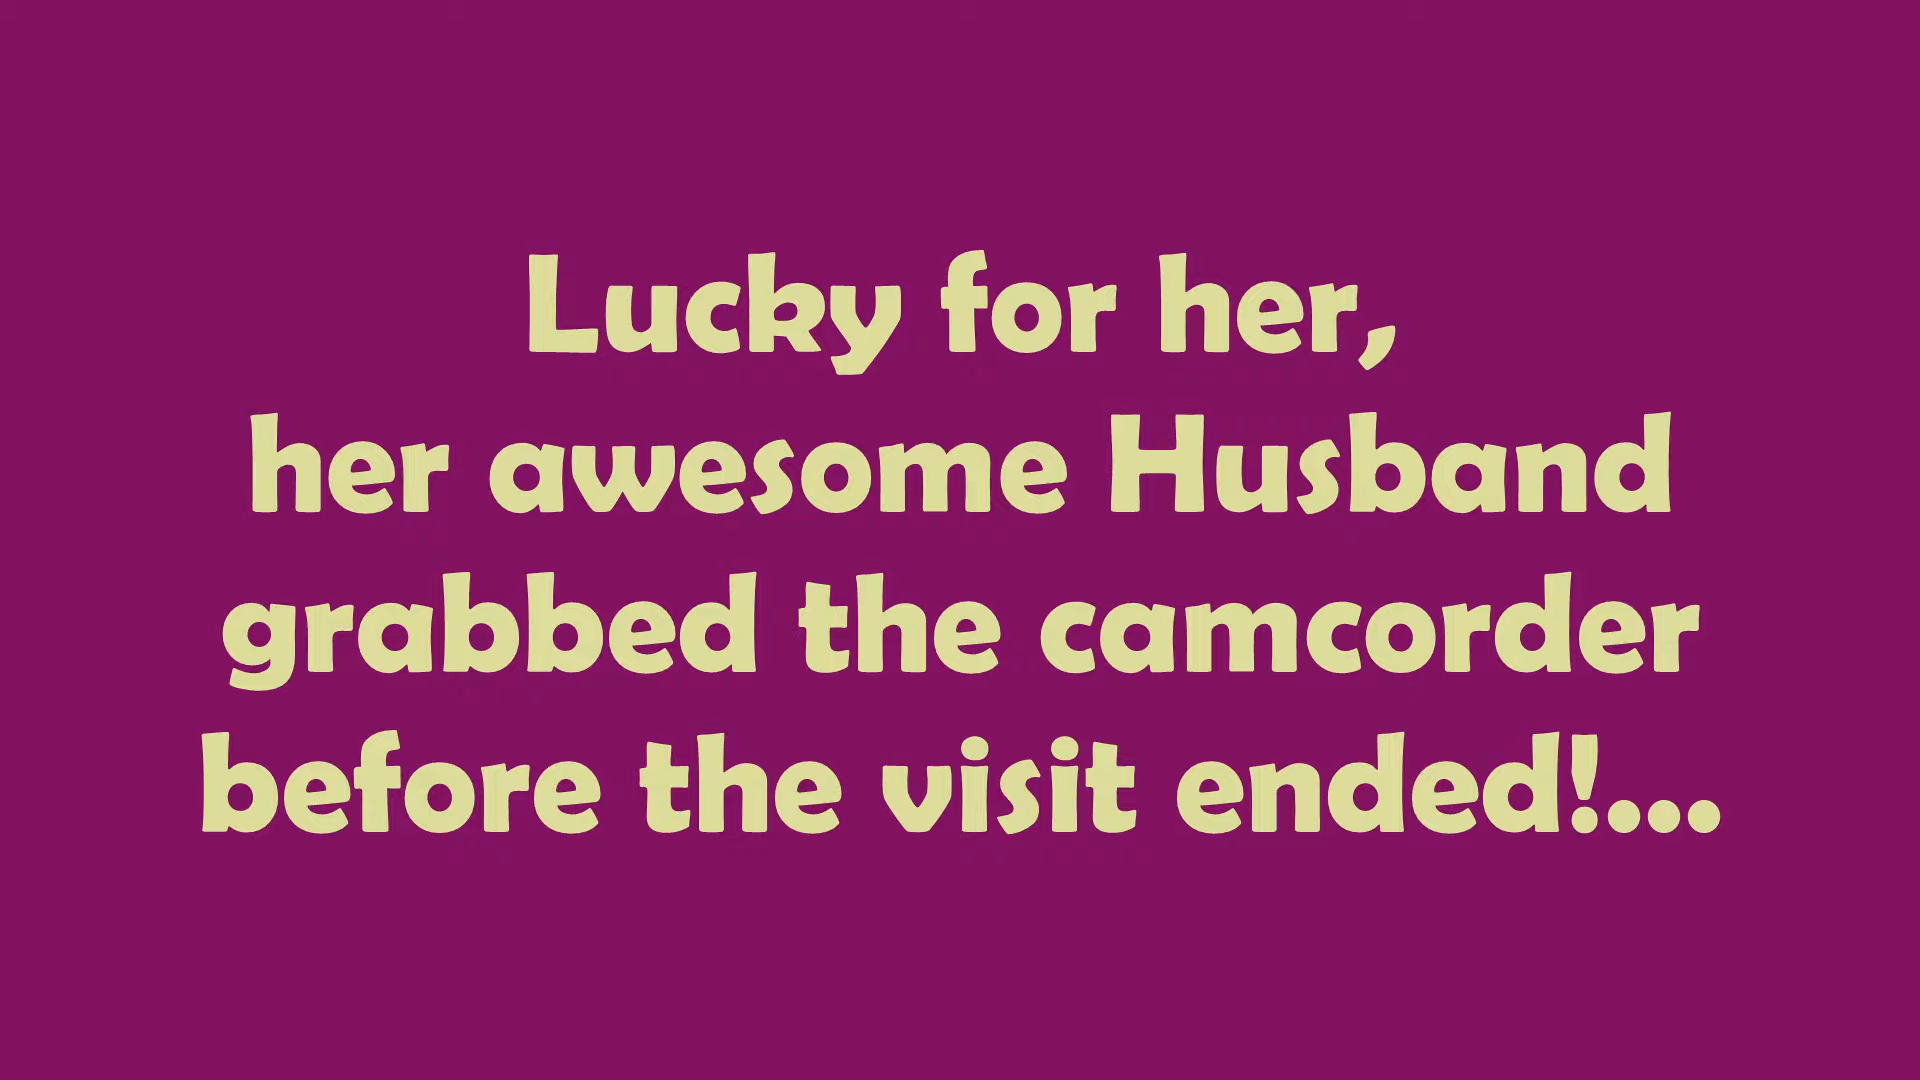 Lucky for her,
her awesome Husband
grabbed the camcorder
before the visit ended!...